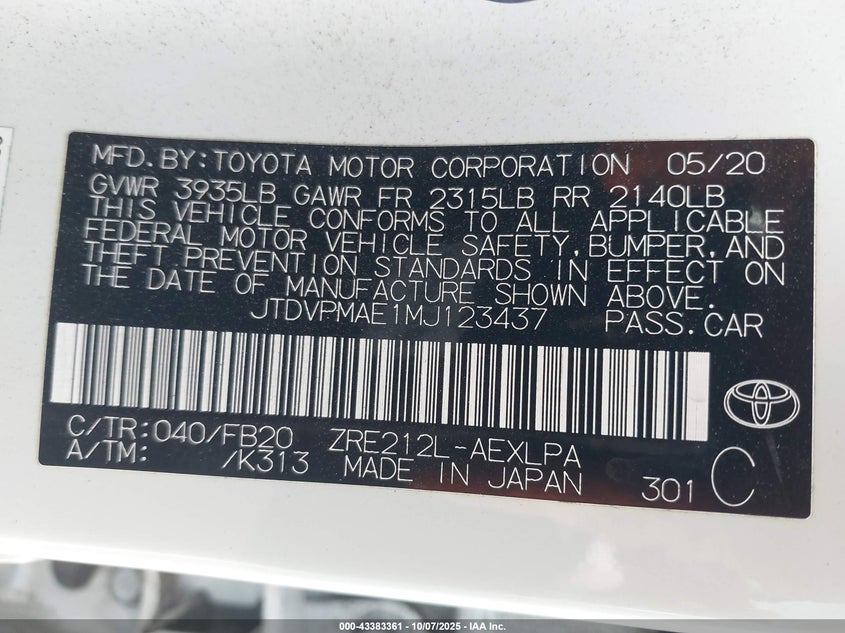 MFD. BY: TOYOTA MOTOR CORPORATION 05/20
GVWR 3935LB GAWR FR 2315LB RR 2140LB
THIS VEHICLE CONFORMS TO ALL APPLICABLE
FEDERAL MOTOR VEHICLE SAFETY, BUMPER, AND
THEFT PREVENTION STANDARDS IN EFFECT ON
THE DATE OF MANUFACTURE SHOWN ABOVE.
JTDVPMAE1MJ123437 PASS.CAR
C/TR: 040/FB20 ZRE212L-AEXLPA
A/TM: /K313 MADE IN JAPAN 301 C
000-43383361 - 10/07/2025 - IAA Inc.